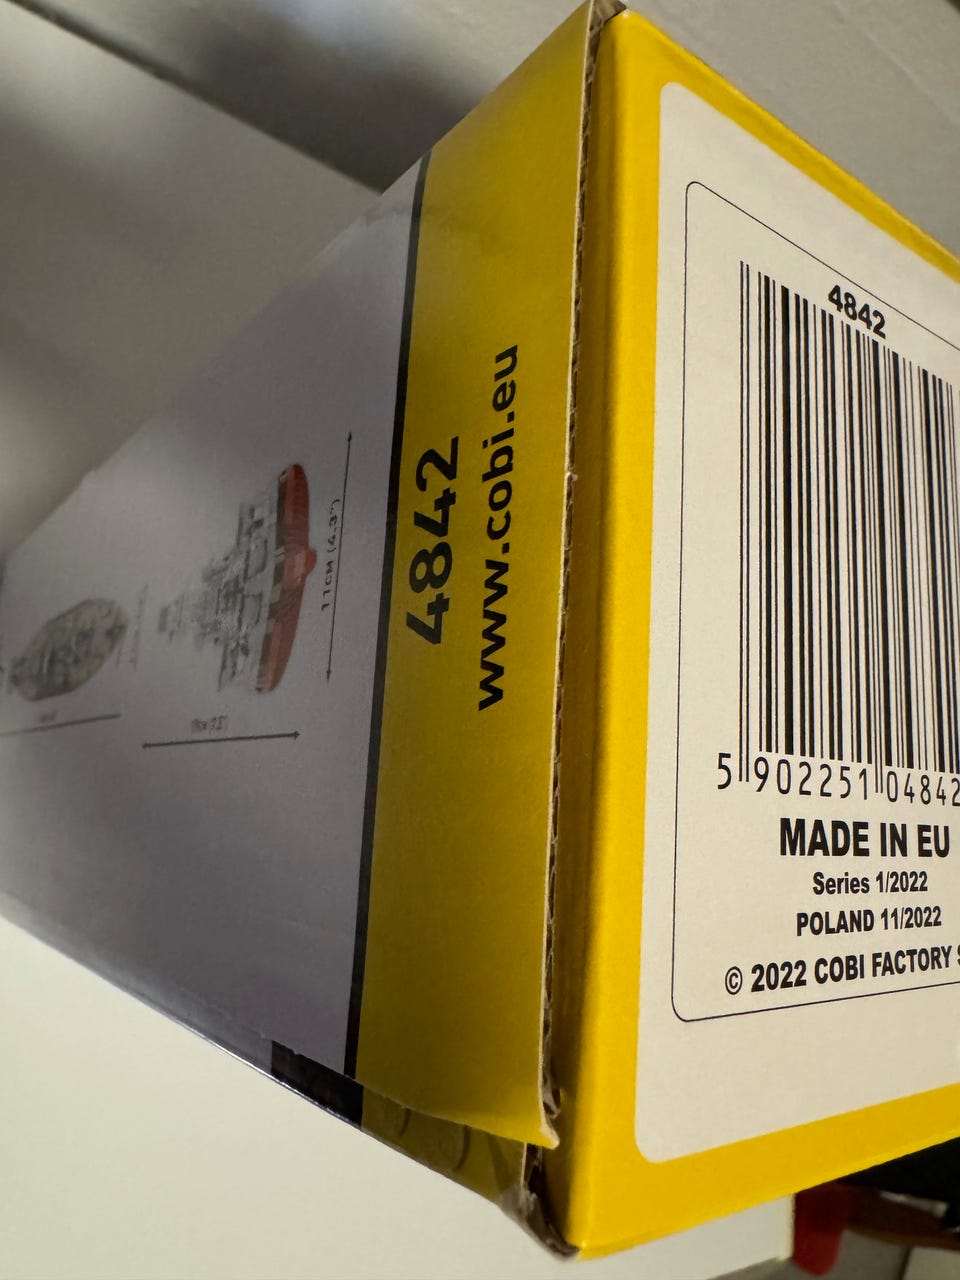 4842
www.cobi.eu
11CM (4.3")
4842
5 902251 04842
MADE IN EU
Series 1/2022
POLAND 11/2022
© 2022 COBI FACTORY